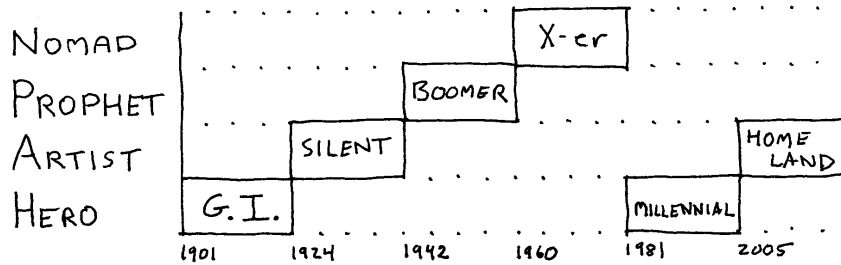 NOMAD
X-er
PROPHET
BOOMER
ARTIST
SILENT
HOME
LAND
HERO
G.I.
MILLENNIAL
1901 1924 1942 1960 1981 2005